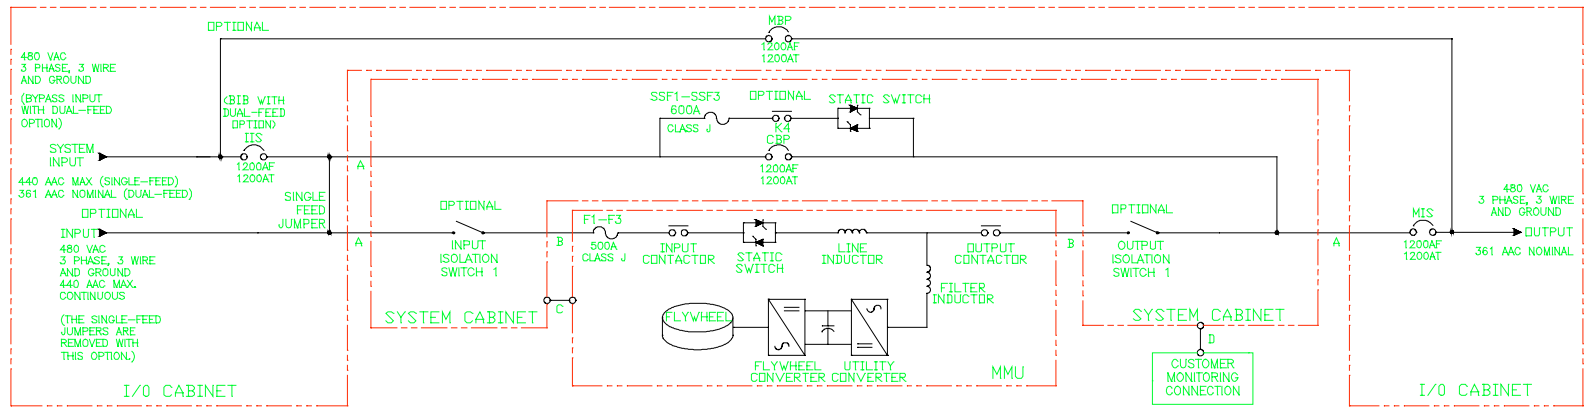 OPTIONAL
MBP
1200AF
1200AT
480 VAC
3 PHASE, 3 WIRE
AND GROUND
(BYPASS INPUT
WITH DUAL-FEED
OPTION)
(BIB WITH
DUAL-FEED
OPTION)
IIS
1200AF
1200AT
SYSTEM
INPUT
440 AAC MAX (SINGLE-FEED)
361 AAC NOMINAL (DUAL-FEED)
OPTIONAL
INPUT
480 VAC
3 PHASE, 3 WIRE
AND GROUND
440 AAC MAX.
CONTINUOUS
(THE SINGLE-FEED
JUMPERS ARE
REMOVED WITH
THIS OPTION.)
SINGLE
FEED
JUMPER
I/O CABINET
A
A
SSF1-SSF3
600A
CLASS J
OPTIONAL
K4
STATIC SWITCH
CBP
1200AF
1200AT
OPTIONAL
INPUT
ISOLATION
SWITCH 1
B
C
SYSTEM CABINET
F1-F3
500A
CLASS J
INPUT
CONTACTOR
STATIC
SWITCH
LINE
INDUCTOR
OUTPUT
CONTACTOR
FILTER
INDUCTOR
FLYWHEEL
FLYWHEEL
CONVERTER
UTILITY
CONVERTER
MMU
B
OPTIONAL
OUTPUT
ISOLATION
SWITCH 1
SYSTEM CABINET
D
CUSTOMER
MONITORING
CONNECTION
A
MIS
1200AF
1200AT
480 VAC
3 PHASE, 3 WIRE
AND GROUND
OUTPUT
361 AAC NOMINAL
I/O CABINET